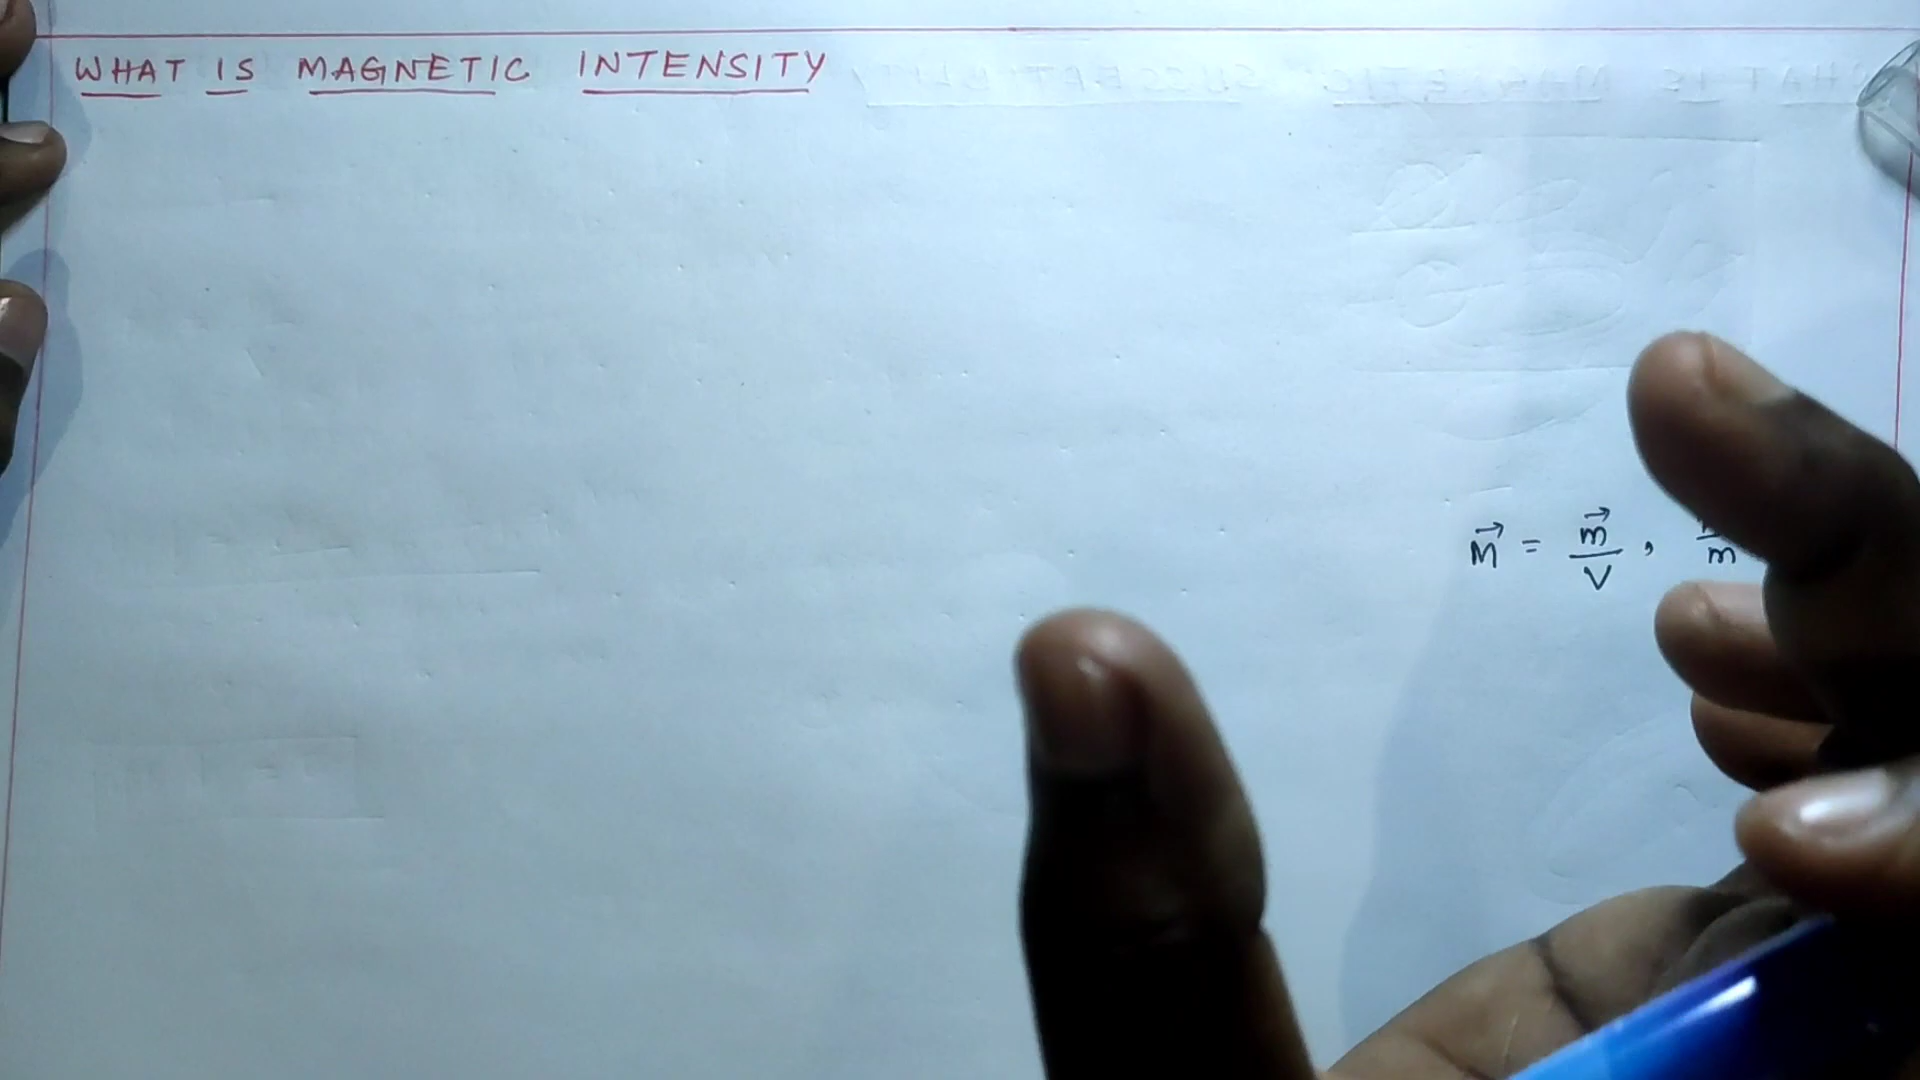 WHAT IS MAGNETIC INTENSITY
M⃗ = m⃗/V ,